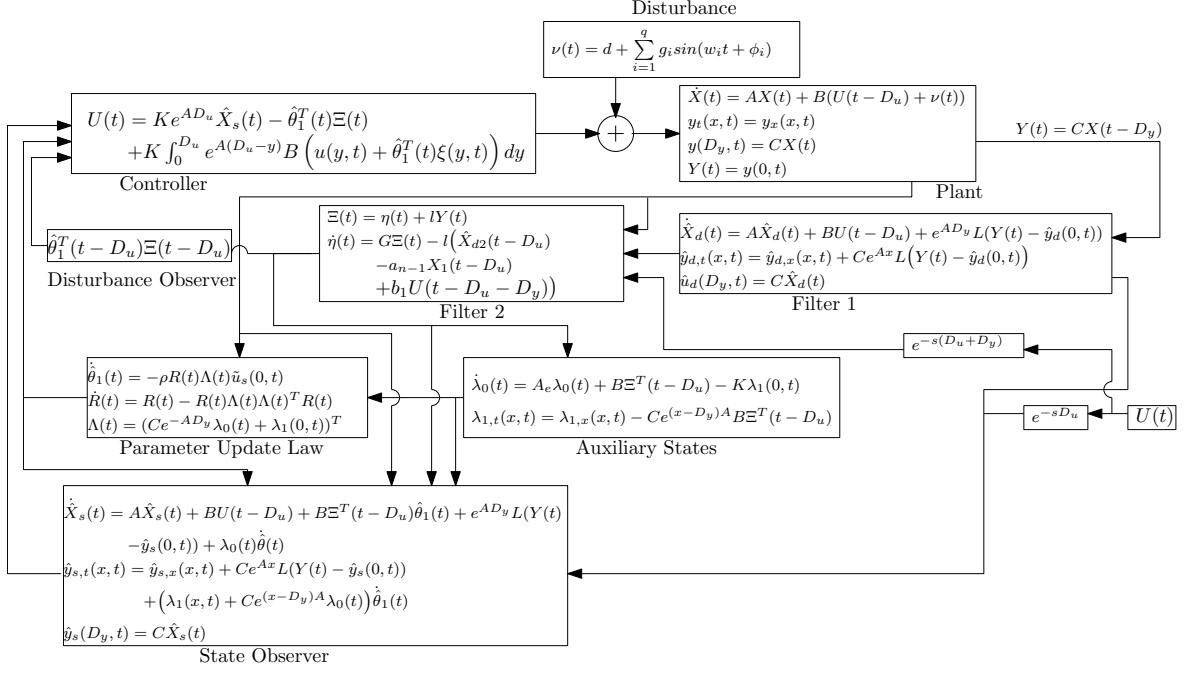 Disturbance
ν(t) = d + ∑_{i=1}^{q} g_i sin(w_i t + ϕ_i)
U(t) = Ke^{AD_u} X̂_s(t) − θ̂_1^T(t)Ξ(t)
+K ∫_0^{D_u} e^{A(D_u−y)} B (u(y, t) + θ̂_1^T(t)ξ(y, t)) dy
Controller
+
Ẋ(t) = AX(t) + B(U(t − D_u) + ν(t))
y_t(x, t) = y_x(x, t)
y(D_y, t) = CX(t)
Y(t) = y(0, t)
Plant
Y(t) = CX(t − D_y)
θ̂_1^T(t − D_u)Ξ(t − D_u)
Disturbance Observer
Ξ(t) = η(t) + lY(t)
η̇(t) = GΞ(t) − l(X̂_{d2}(t − D_u)
−a_{n−1}X_1(t − D_u)
+b_1U(t − D_u − D_y))
Filter 2
Ẋ̂_d(t) = AX̂_d(t) + BU(t − D_u) + e^{AD_y}L(Y(t) − ŷ_d(0, t))
ŷ_{d,t}(x, t) = ŷ_{d,x}(x, t) + Ce^{Ax}L(Y(t) − ŷ_d(0, t))
û_d(D_y, t) = CX̂_d(t)
Filter 1
e^{−s(D_u+D_y)}
θ̂̇_1(t) = −ρR(t)Λ(t)ũ_s(0, t)
Ṙ(t) = R(t) − R(t)Λ(t)Λ(t)^T R(t)
Λ(t) = (Ce^{−AD_y}λ_0(t) + λ_1(0, t))^T
Parameter Update Law
λ̇_0(t) = A_eλ_0(t) + BΞ^T(t − D_u) − Kλ_1(0, t)
λ_{1,t}(x, t) = λ_{1,x}(x, t) − Ce^{(x−D_y)A}BΞ^T(t − D_u)
Auxiliary States
e^{−sD_u}
U(t)
Ẋ̂_s(t) = AX̂_s(t) + BU(t − D_u) + BΞ^T(t − D_u)θ̂_1(t) + e^{AD_y}L(Y(t)
−ŷ_s(0, t)) + λ_0(t)θ̂̇(t)
ŷ_{s,t}(x, t) = ŷ_{s,x}(x, t) + Ce^{Ax}L(Y(t) − ŷ_s(0, t))
+(λ_1(x, t) + Ce^{(x−D_y)A}λ_0(t))θ̂̇_1(t)
ŷ_s(D_y, t) = CX̂_s(t)
State Observer